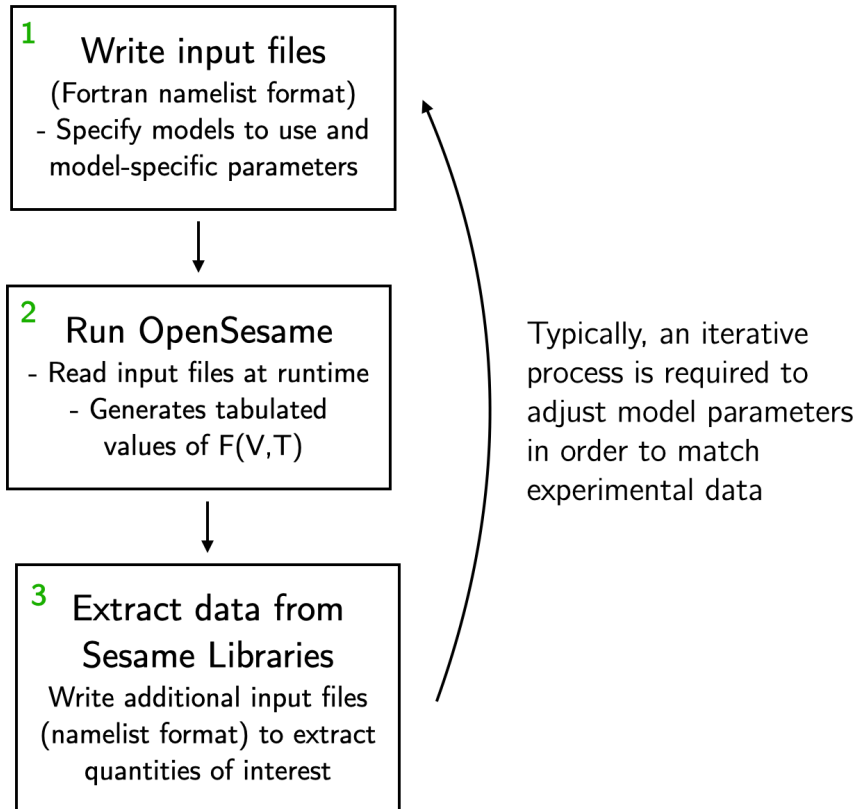 1
Write input files
(Fortran namelist format)
- Specify models to use and
model-specific parameters
2
Run OpenSesame
- Read input files at runtime
- Generates tabulated
values of F(V,T)
3
Extract data from
Sesame Libraries
Write additional input files
(namelist format) to extract
quantities of interest
Typically, an iterative
process is required to
adjust model parameters
in order to match
experimental data